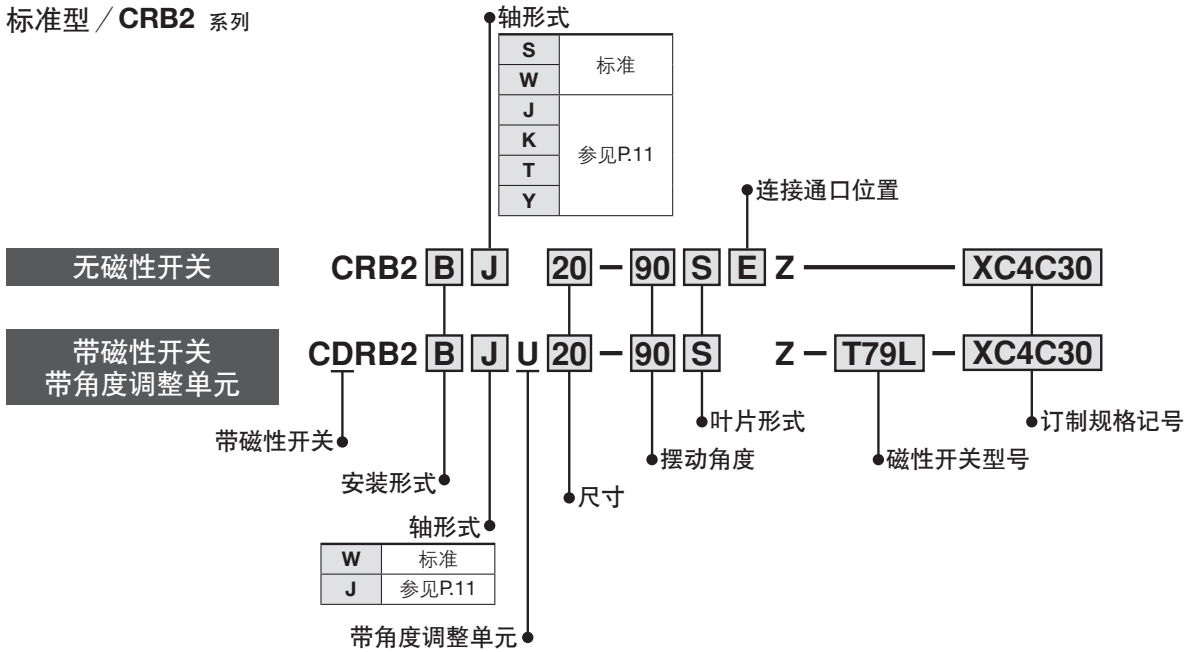 标准型／CRB2 系列
轴形式
S
W
标准
J
K
T
Y
参见P.11
连接通口位置
无磁性开关
CRB2 B J 20－90 S E Z － XC4C30
带磁性开关
带角度调整单元
CDRB2 B J U 20－90 S Z－T79L－XC4C30
叶片形式
订制规格记号
带磁性开关
摆动角度
磁性开关型号
安装形式
尺寸
轴形式
W 标准
J 参见P.11
带角度调整单元